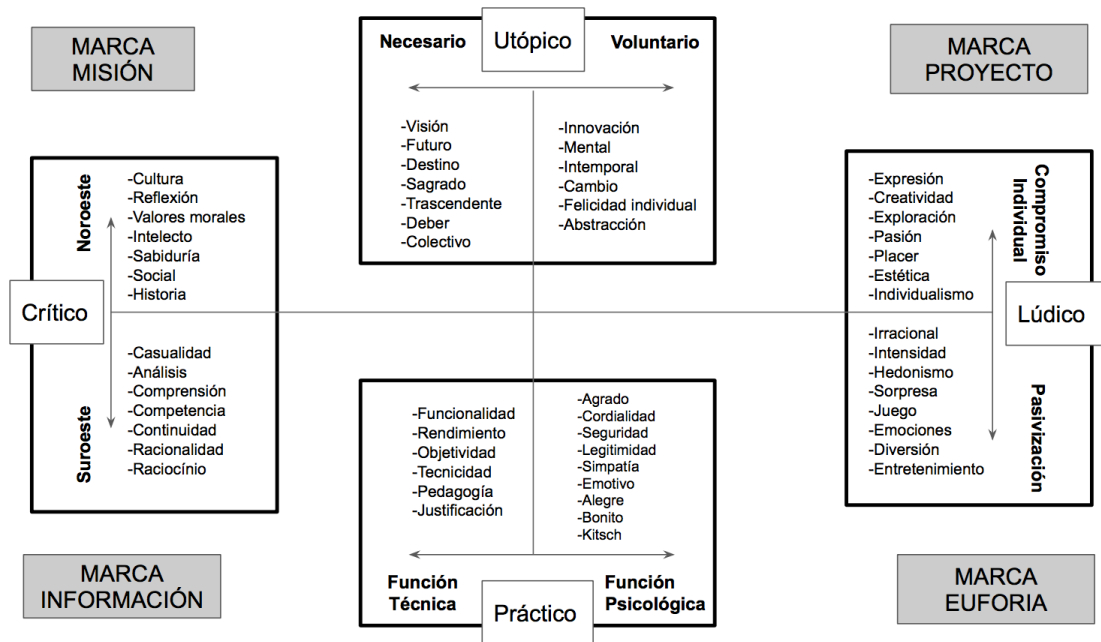 MARCA
MISIÓN
Necesario
Utópico
Voluntario
MARCA
PROYECTO
-Visión
-Futuro
-Destino
-Sagrado
-Trascendente
-Deber
-Colectivo
-Innovación
-Mental
-Intemporal
-Cambio
-Felicidad individual
-Abstracción
Noroeste
-Cultura
-Reflexión
-Valores morales
-Intelecto
-Sabiduría
-Social
-Historia
Crítico
Suroeste
-Casualidad
-Análisis
-Comprensión
-Competencia
-Continuidad
-Racionalidad
-Raciocínio
-Expresión
-Creatividad
-Exploración
-Pasión
-Placer
-Estética
-Individualismo
Compromiso
Individual
Lúdico
-Irracional
-Intensidad
-Hedonismo
-Sorpresa
-Juego
-Emociones
-Diversión
-Entretenimiento
Pasivización
-Funcionalidad
-Rendimiento
-Objetividad
-Tecnicidad
-Pedagogía
-Justificación
-Agrado
-Cordialidad
-Seguridad
-Legitimidad
-Simpatía
-Emotivo
-Alegre
-Bonito
-Kitsch
Función
Técnica
Práctico
Función
Psicológica
MARCA
INFORMACIÓN
MARCA
EUFORIA